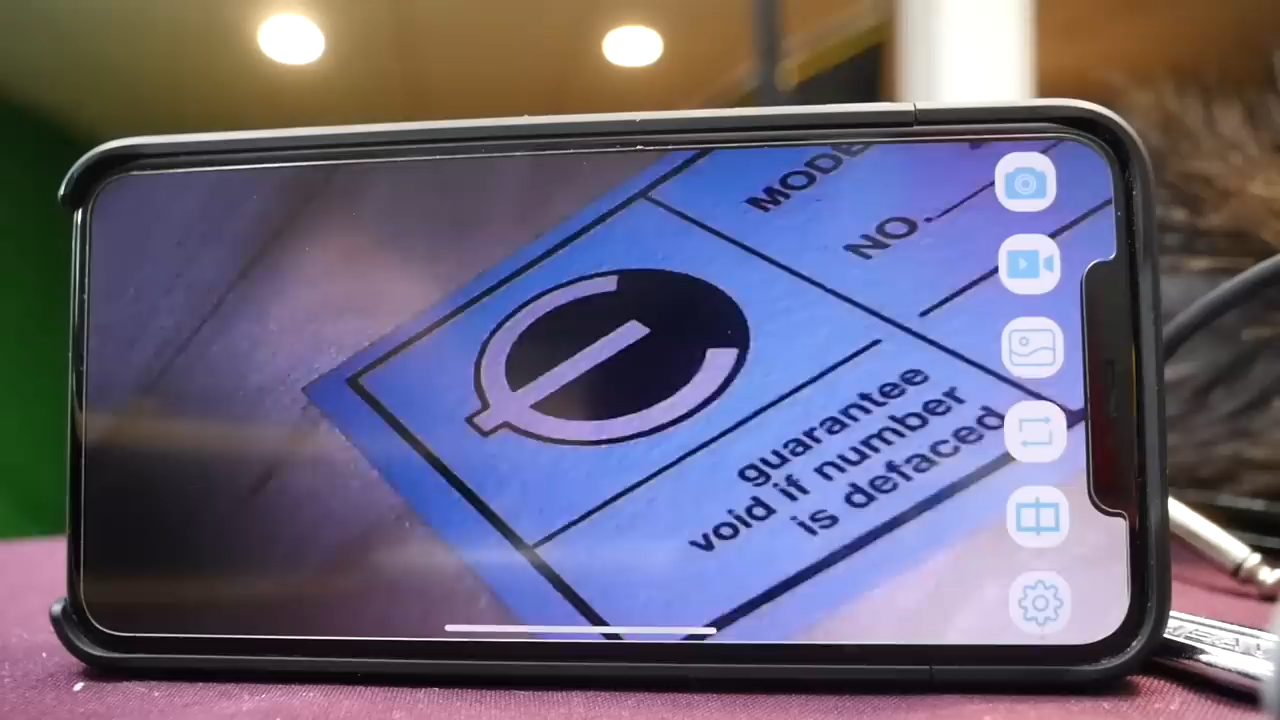 MODE
NO.
e
guarantee
void if number
is defaced